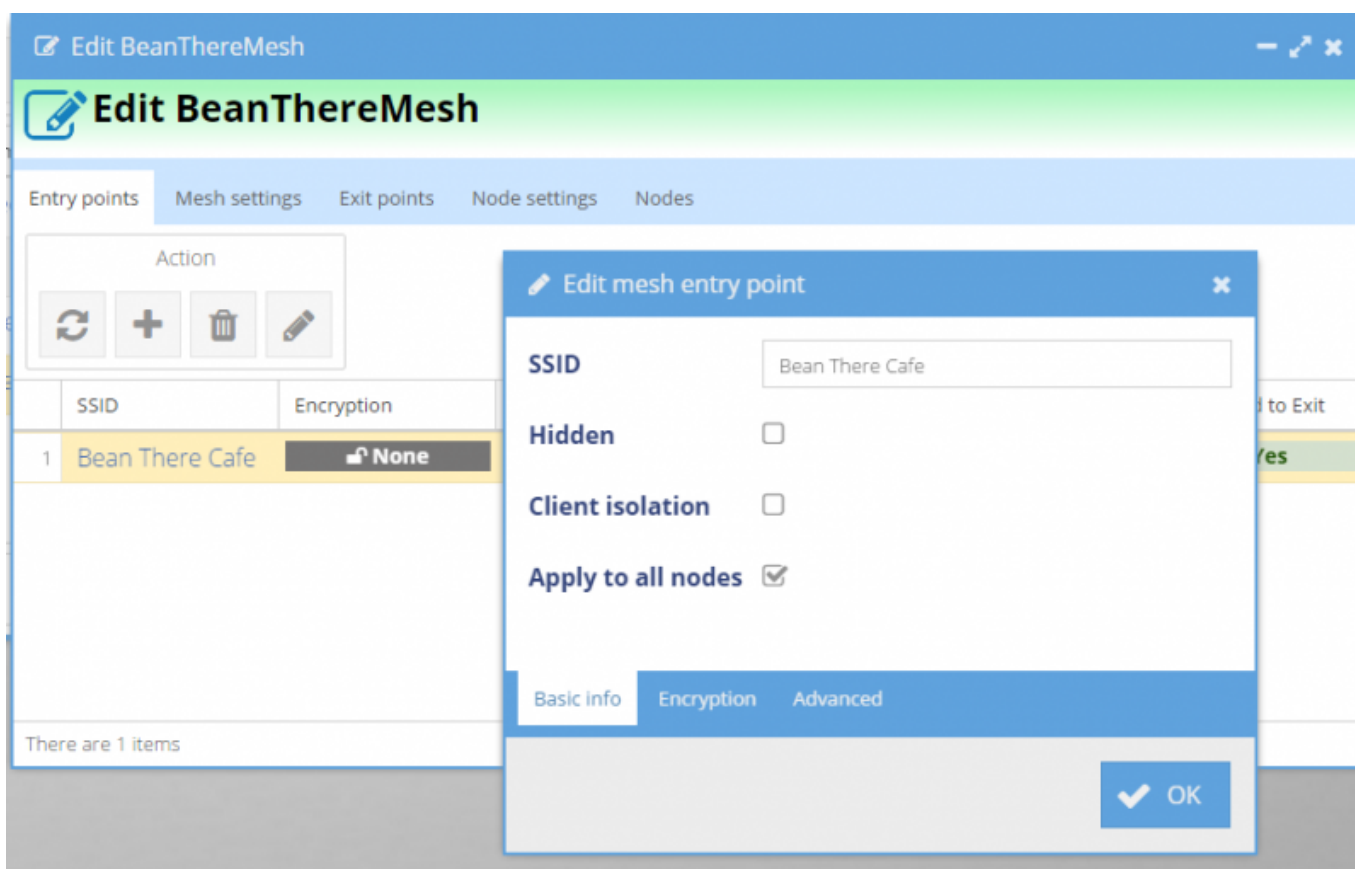 Edit BeanThereMesh
Edit BeanThereMesh
Entry points Mesh settings Exit points Node settings Nodes
Action
SSID Encryption to Exit
1 Bean There Cafe None Yes
There are 1 items
Edit mesh entry point
SSID Bean There Cafe
Hidden
Client isolation
Apply to all nodes
Basic info Encryption Advanced
OK